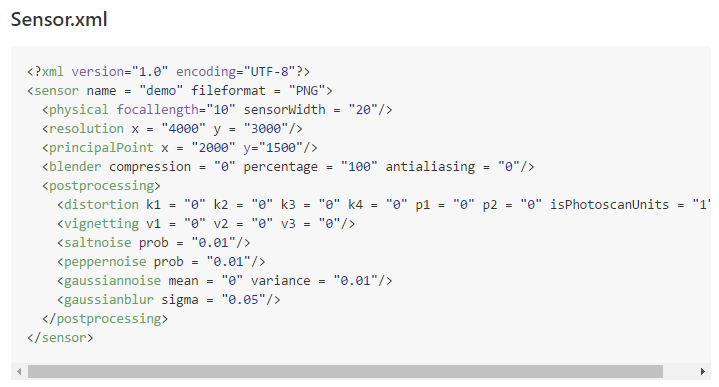 Sensor.xml
<?xml version="1.0" encoding="UTF-8"?>
<sensor name = "demo" fileformat = "PNG">
<physical focallength="10" sensorWidth = "20"/>
<resolution x = "4000" y = "3000"/>
<principalPoint x = "2000" y="1500"/>
<blender compression = "0" percentage = "100" antialiasing = "0"/>
<postprocessing>
<distortion k1 = "0" k2 = "0" k3 = "0" k4 = "0" p1 = "0" p2 = "0" isPhotoscanUnits = "1"
<vignetting v1 = "0" v2 = "0" v3 = "0"/>
<saltnoise prob = "0.01"/>
<peppernoise prob = "0.01"/>
<gaussiannoise mean = "0" variance = "0.01"/>
<gaussianblur sigma = "0.05"/>
</postprocessing>
</sensor>